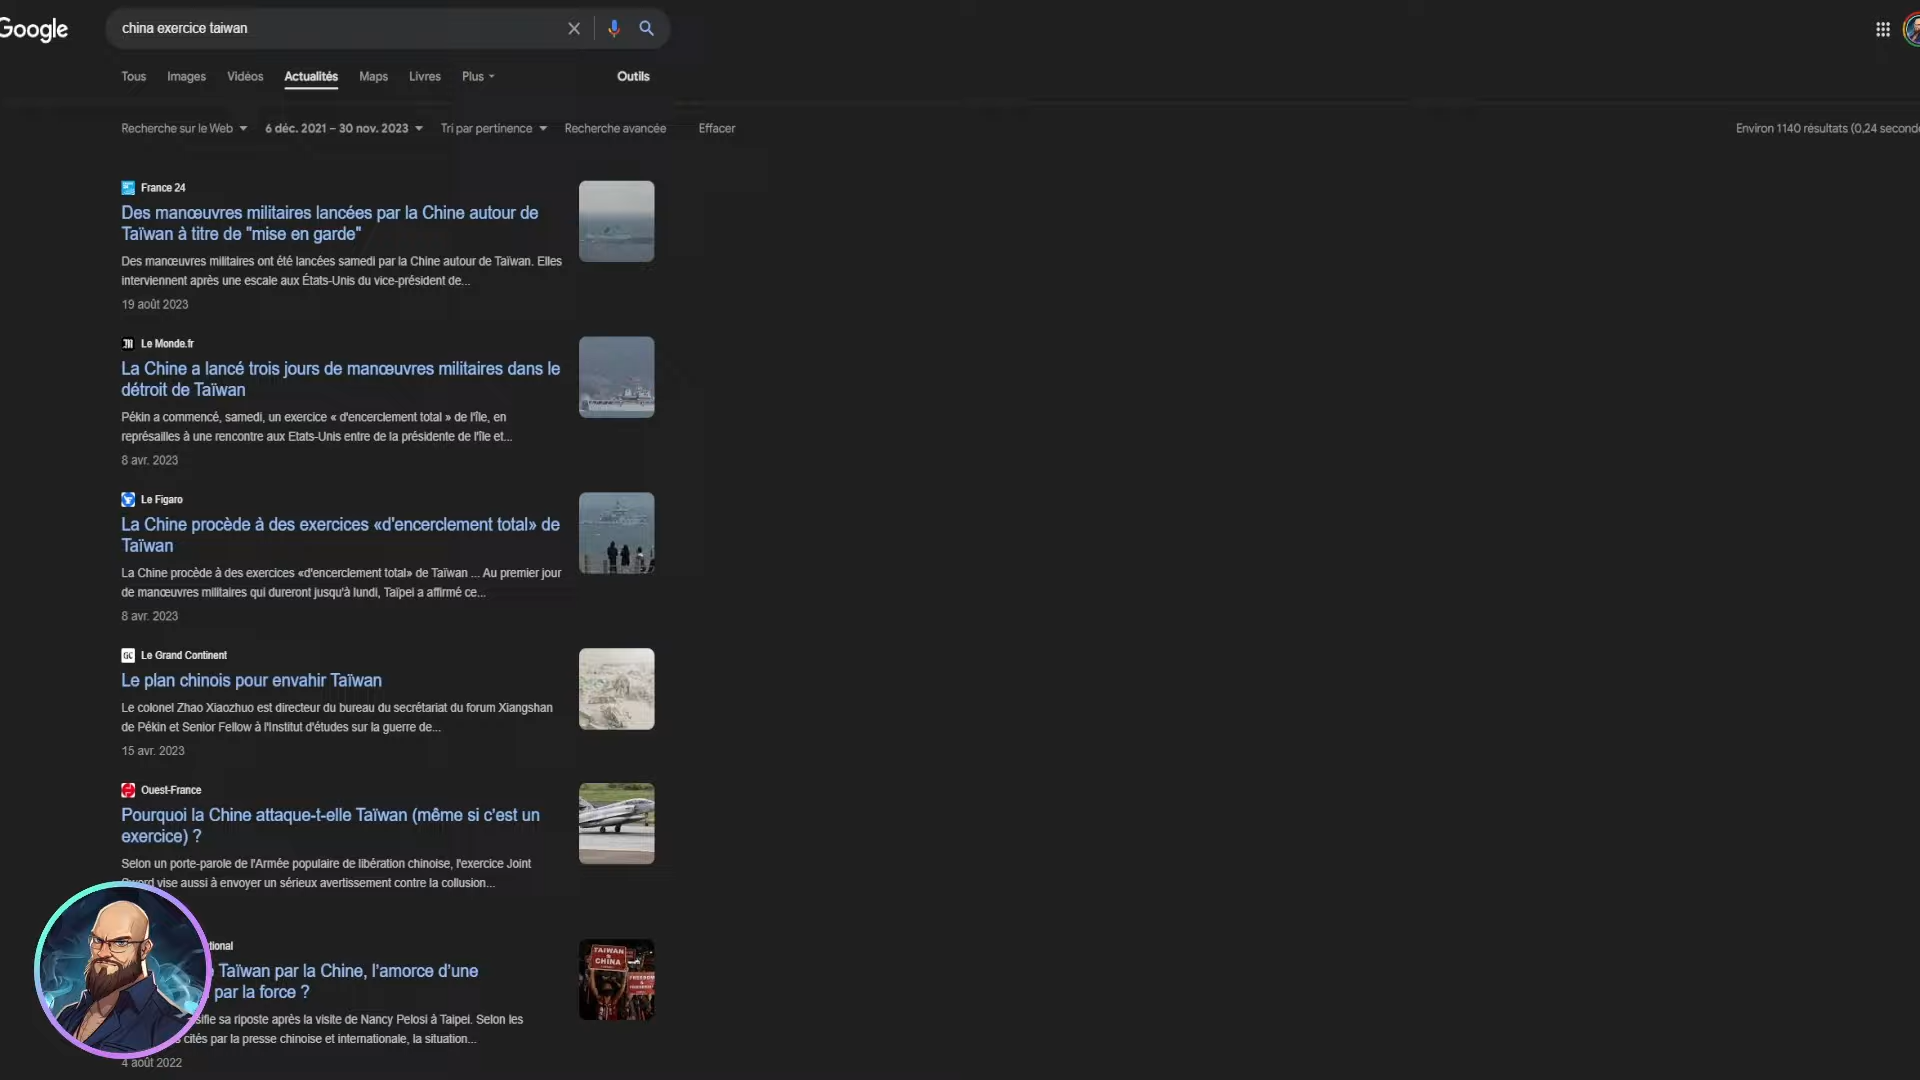 Google
china exercice taiwan
Tous Images Vidéos Actualités Maps Livres Plus Outils
Recherche sur le Web 6 déc. 2021 – 30 nov. 2023 Tri par pertinence Recherche avancée Effacer Environ 1140 résultats (0,24 second
France 24
Des manœuvres militaires lancées par la Chine autour de
Taïwan à titre de "mise en garde"
Des manœuvres militaires ont été lancées samedi par la Chine autour de Taïwan. Elles
interviennent après une escale aux États-Unis du vice-président de...
19 août 2023
Le Monde.fr
La Chine a lancé trois jours de manœuvres militaires dans le
détroit de Taïwan
Pékin a commencé, samedi, un exercice « d'encerclement total » de l'île, en
représailles à une rencontre aux Etats-Unis entre de la présidente de l'île et...
8 avr. 2023
Le Figaro
La Chine procède à des exercices «d'encerclement total» de
Taïwan
La Chine procède à des exercices «d'encerclement total» de Taïwan ... Au premier jour
de manœuvres militaires qui dureront jusqu'à lundi, Taïpei a affirmé ce...
8 avr. 2023
GC Le Grand Continent
Le plan chinois pour envahir Taïwan
Le colonel Zhao Xiaozhuo est directeur du bureau du secrétariat du forum Xiangshan
de Pékin et Senior Fellow à l'Institut d'études sur la guerre de...
15 avr. 2023
Ouest-France
Pourquoi la Chine attaque-t-elle Taïwan (même si c'est un
exercice) ?
Selon un porte-parole de l'Armée populaire de libération chinoise, l'exercice Joint
Sword vise aussi à envoyer un sérieux avertissement contre la collusion...
tional
Taïwan par la Chine, l'amorce d'une
par la force ?
sifie sa riposte après la visite de Nancy Pelosi à Taipei. Selon les
cités par la presse chinoise et internationale, la situation...
4 août 2022
TAIWAN
CHINA
FREEDOM